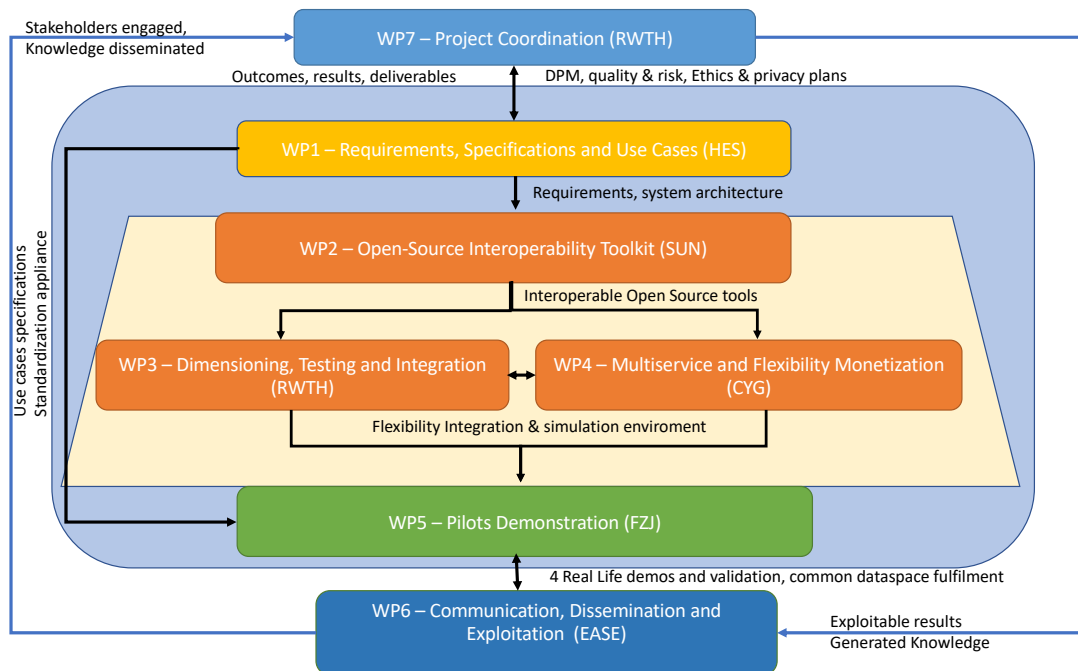 Stakeholders engaged,
Knowledge disseminated
WP7 – Project Coordination (RWTH)
Outcomes, results, deliverables
DPM, quality & risk, Ethics & privacy plans
WP1 – Requirements, Specifications and Use Cases (HES)
Requirements, system architecture
WP2 – Open-Source Interoperability Toolkit (SUN)
Interoperable Open Source tools
Use cases specifications
Standardization appliance
WP3 – Dimensioning, Testing and Integration
(RWTH)
WP4 – Multiservice and Flexibility Monetization
(CYG)
Flexibility Integration & simulation enviroment
WP5 – Pilots Demonstration (FZJ)
4 Real Life demos and validation, common dataspace fulfilment
WP6 – Communication, Dissemination and
Exploitation (EASE)
Exploitable results
Generated Knowledge